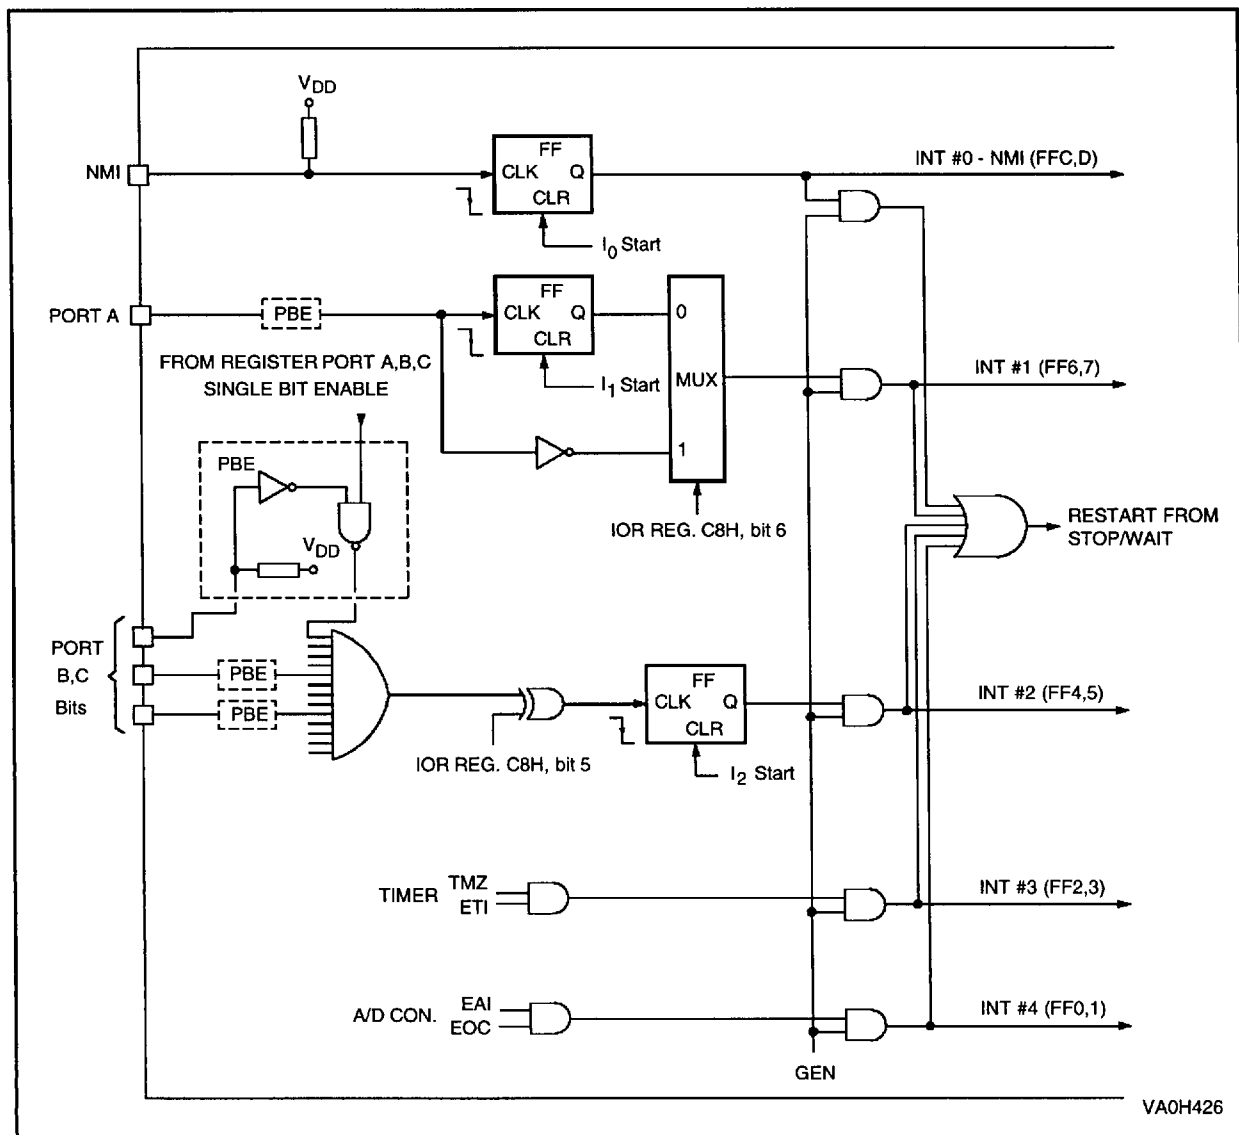 VDD
NMI
FF
CLK Q
CLR
I0 Start
INT #0 - NMI (FFC,D)
PORT A
PBE
FF
CLK Q
CLR
I1 Start
0
MUX
1
IOR REG. C8H, bit 6
INT #1 (FF6,7)
FROM REGISTER PORT A,B,C
SINGLE BIT ENABLE
PBE
VDD
RESTART FROM
STOP/WAIT
PORT
B,C
Bits
PBE
PBE
IOR REG. C8H, bit 5
FF
CLK Q
CLR
I2 Start
INT #2 (FF4,5)
TIMER
TMZ
ETI
INT #3 (FF2,3)
A/D CON.
EAI
EOC
INT #4 (FF0,1)
GEN
VA0H426